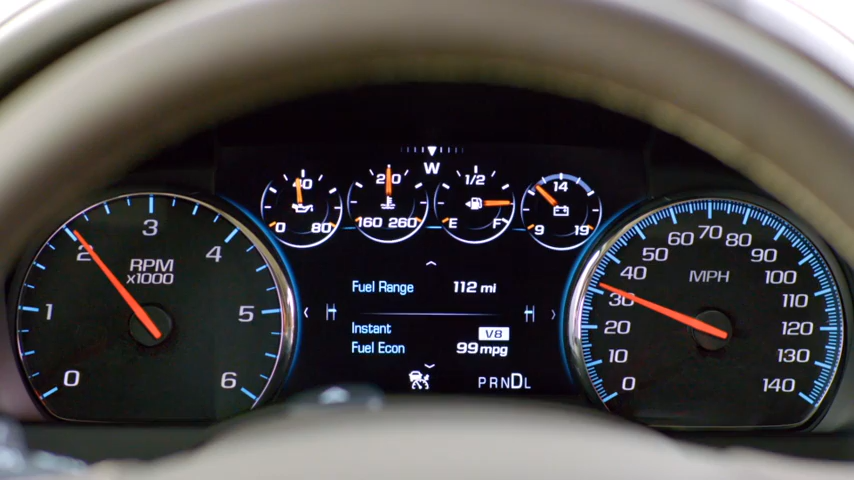 W
40
0 80
210
160 260
1/2
E F
14
9 19
RPM
x1000
0 1 2 3 4 5 6
Fuel Range 112 mi
Instant V8
Fuel Econ 99 mpg
PRNDL
MPH
0 10 20 30 40 50 60 70 80 90 100 110 120 130 140